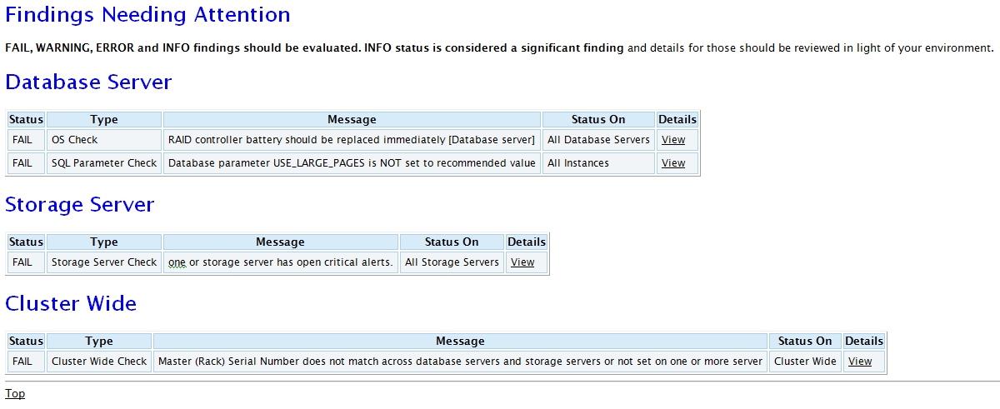 Findings Needing Attention
FAIL, WARNING, ERROR and INFO findings should be evaluated. INFO status is considered a significant finding and details for those should be reviewed in light of your environment.
Database Server
Status Type Message Status On Details
FAIL OS Check RAID controller battery should be replaced immediately [Database server] All Database Servers View
FAIL SQL Parameter Check Database parameter USE_LARGE_PAGES is NOT set to recommended value All Instances View
Storage Server
Status Type Message Status On Details
FAIL Storage Server Check one or storage server has open critical alerts. All Storage Servers View
Cluster Wide
Status Type Message Status On Details
FAIL Cluster Wide Check Master (Rack) Serial Number does not match across database servers and storage servers or not set on one or more server Cluster Wide View
Top